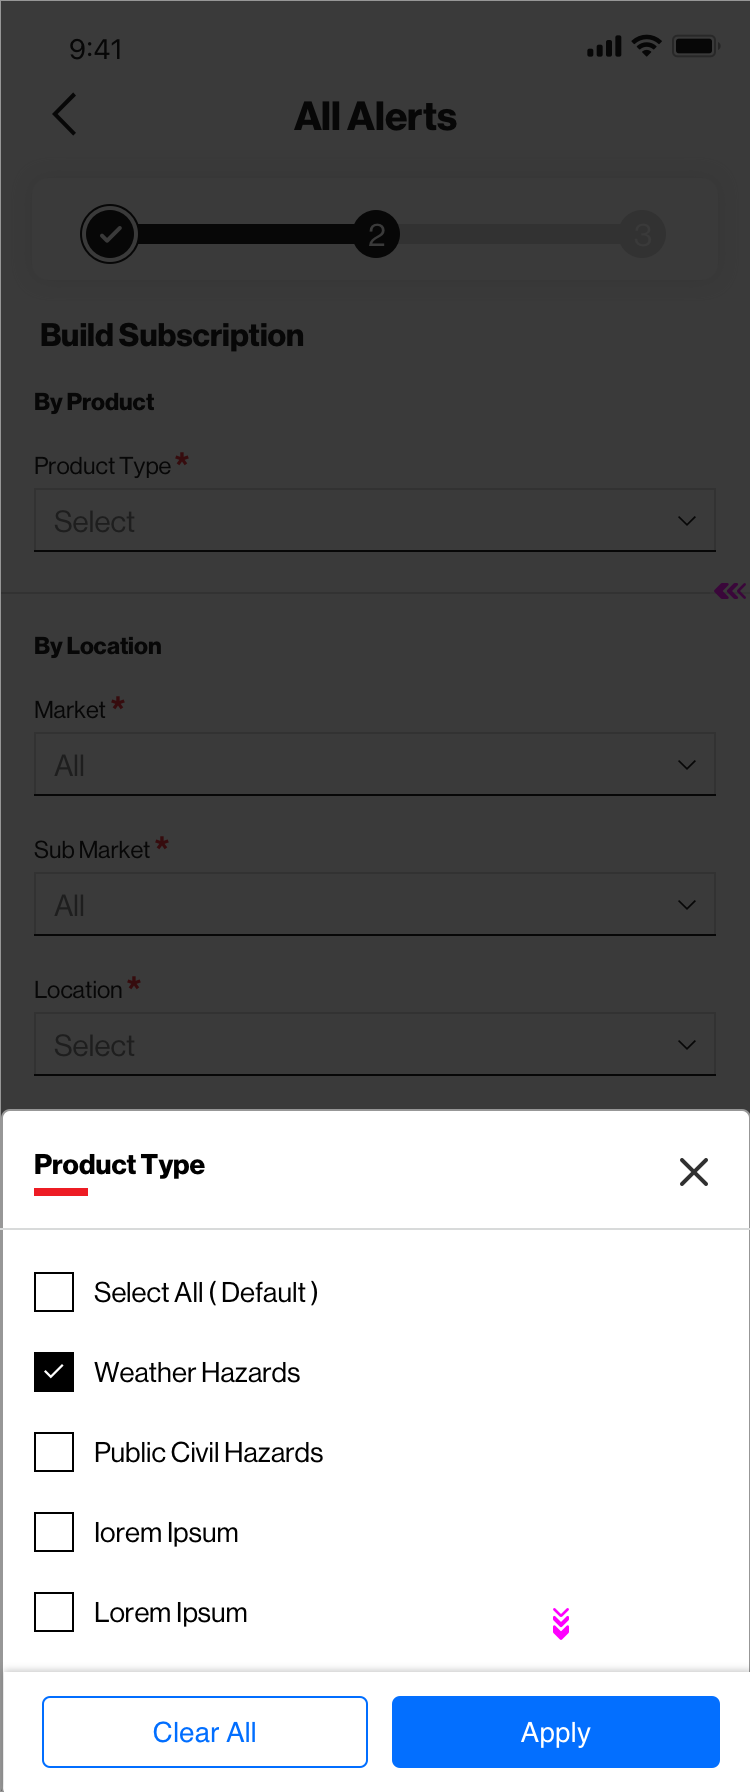 9:41
All Alerts
2
3
Build Subscription
By Product
Product Type *
Select
By Location
Market *
All
Sub Market *
All
Location *
Select
Product Type
Select All ( Default )
Weather Hazards
Public Civil Hazards
lorem Ipsum
Lorem Ipsum
Clear All
Apply